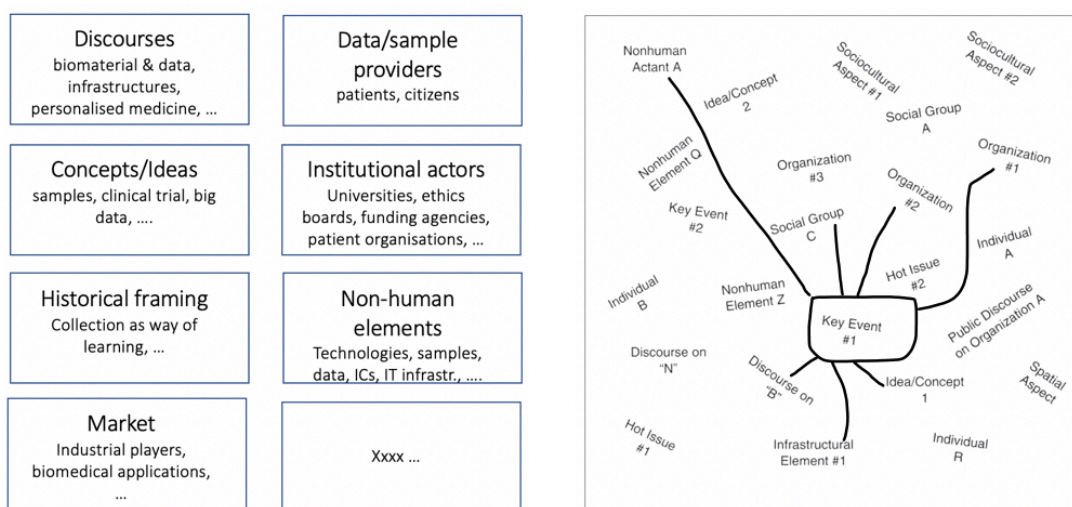 Discourses
biomaterial & data,
infrastructures,
personalised medicine, ...
Data/sample
providers
patients, citizens
Concepts/Ideas
samples, clinical trial, big
data, ....
Institutional actors
Universities, ethics
boards, funding agencies,
patient organisations, ...
Historical framing
Collection as way of
learning, ...
Non-human
elements
Technologies, samples,
data, ICs, IT infrastr., ....
Market
Industrial players,
biomedical applications,
...
Xxxx ...
Nonhuman
Actant A
Idea/Concept
2
Sociocultural
Aspect #1
Sociocultural
Aspect #2
Social Group
A
Nonhuman
Element Q
Organization
#3
Organization
#2
Organization
#1
Key Event
#2
Social Group
C
Individual
A
Individual
B
Nonhuman
Element Z
Hot Issue
#2
Key Event
#1
Public Discourse
on Organization A
Discourse on
"N"
Discourse on
"B"
Idea/Concept
1
Spatial
Aspect
Hot Issue
#1
Infrastructural
Element #1
Individual
R